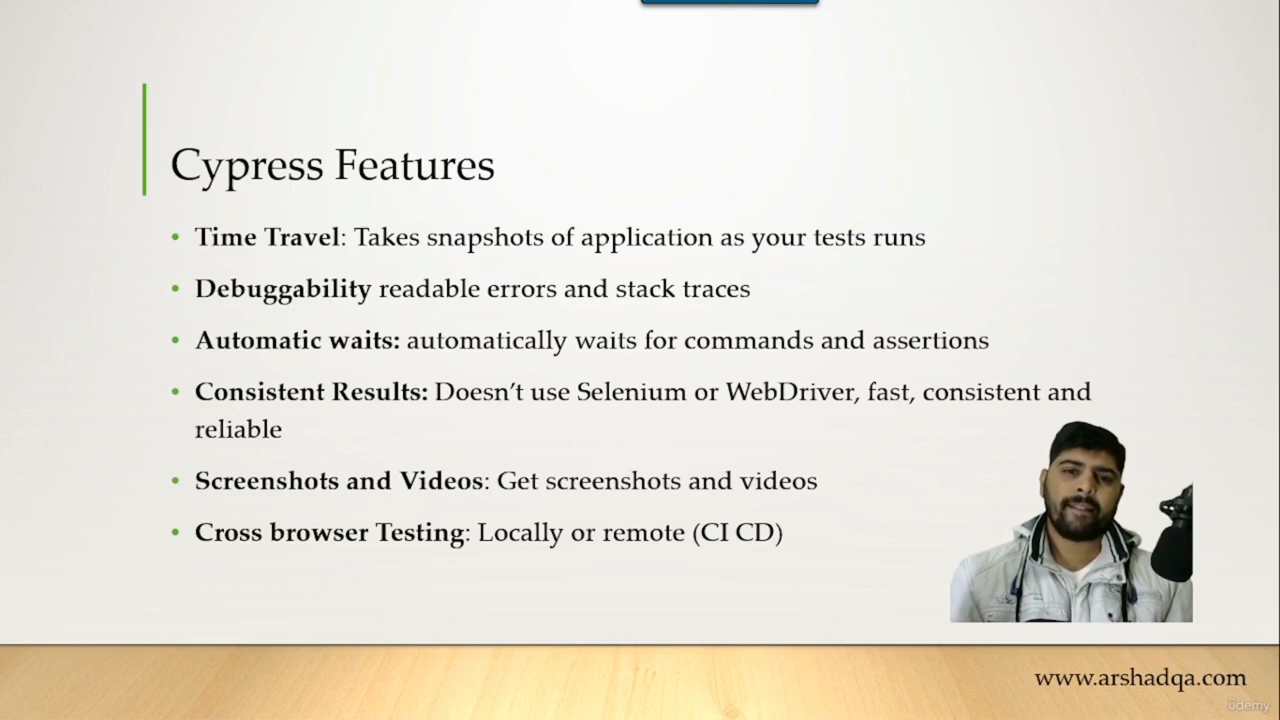 Cypress Features
• Time Travel: Takes snapshots of application as your tests runs
• Debuggability readable errors and stack traces
• Automatic waits: automatically waits for commands and assertions
• Consistent Results: Doesn’t use Selenium or WebDriver, fast, consistent and
reliable
• Screenshots and Videos: Get screenshots and videos
• Cross browser Testing: Locally or remote (CI CD)
www.arshadqa.com
ûdemy